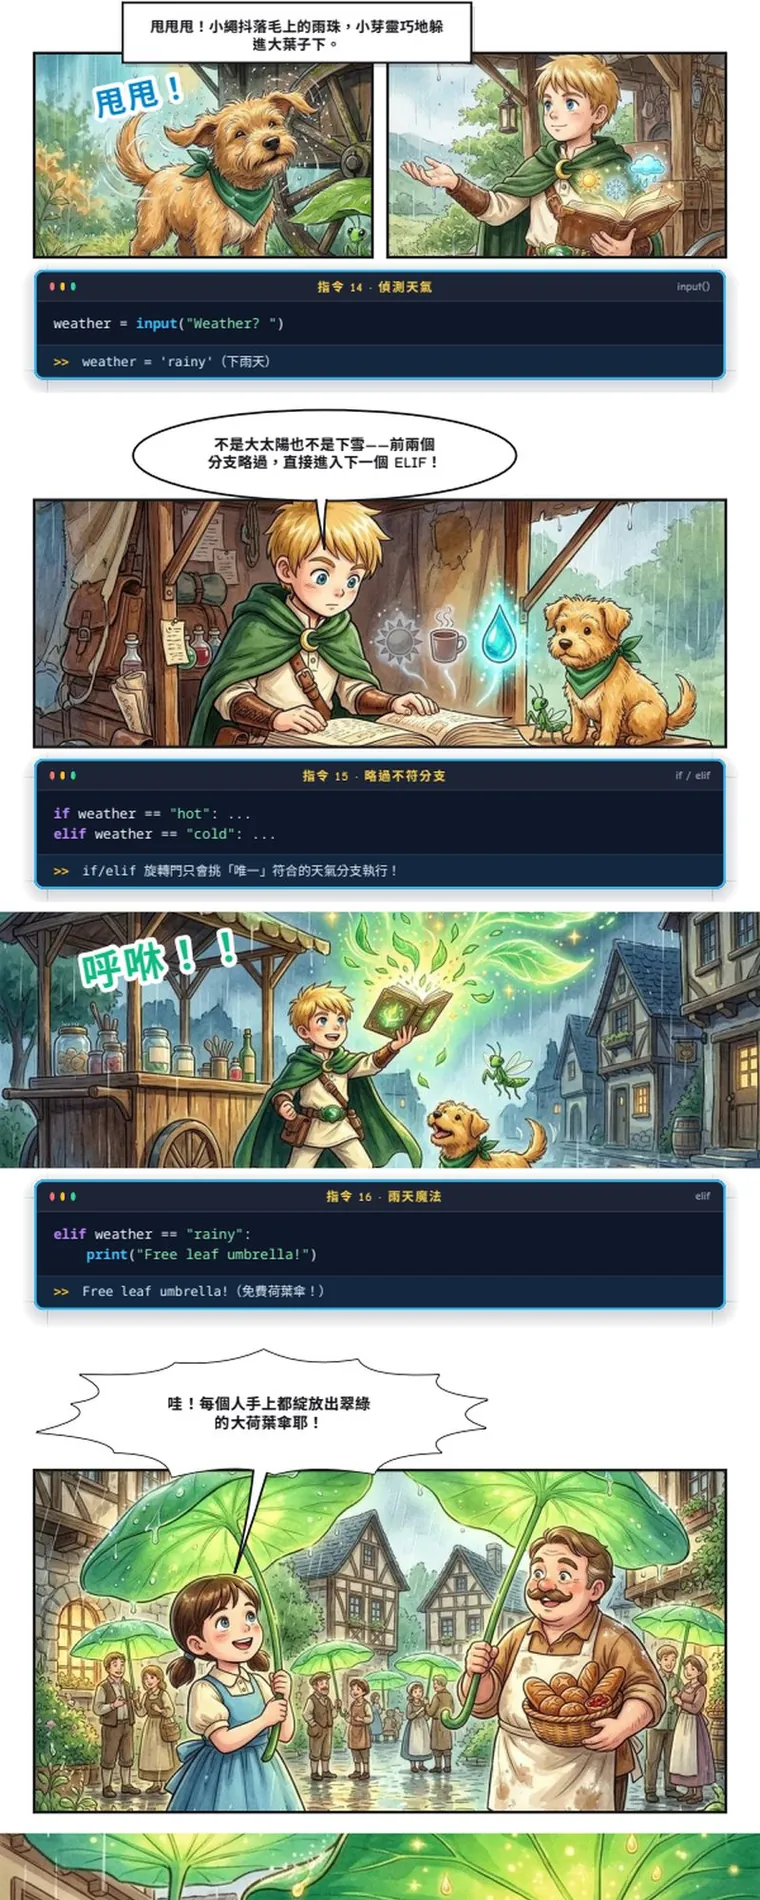 甩甩甩！小繩抖落毛上的雨珠，小芽靈巧地躲
進大葉子下。
甩甩！
指令 14 · 偵測天氣
input()
weather = input("Weather? ")
>> weather = 'rainy'（下雨天）
不是大太陽也不是下雪——前兩個
分支略過，直接進入下一個 ELIF！
指令 15 · 略過不符分支
if / elif
if weather == "hot": ...
elif weather == "cold": ...
>> if/elif 旋轉門只會挑「唯一」符合的天氣分支執行！
呼咻！！
指令 16 · 雨天魔法
elif
elif weather == "rainy":
    print("Free leaf umbrella!")
>> Free leaf umbrella!（免費荷葉傘！）
哇！每個人手上都綻放出翠綠
的大荷葉傘耶！